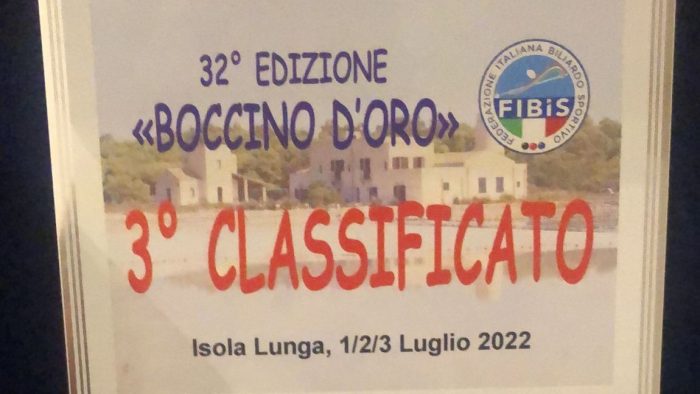 32° EDIZIONE
«BOCCINO D'ORO»
FEDERAZIONE ITALIANA BILIARDO SPORTIVO
FIBiS
3° CLASSIFICATO
Isola Lunga, 1/2/3 Luglio 2022